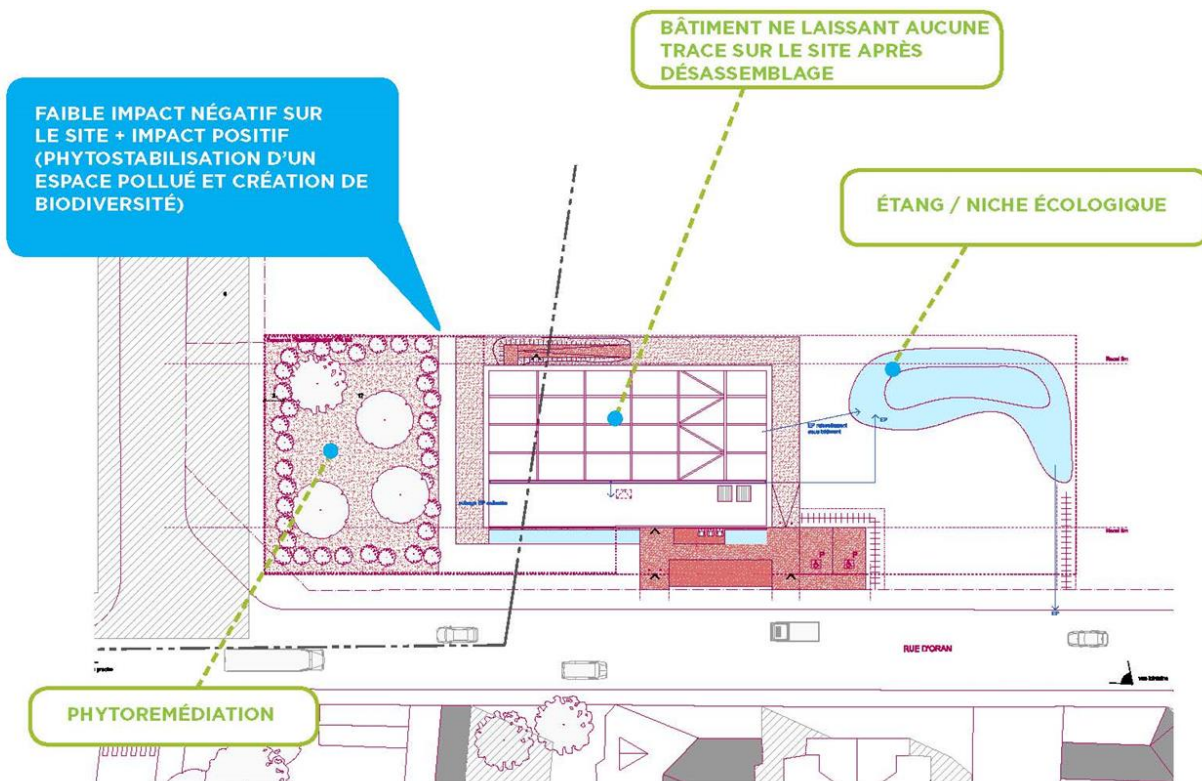 BÂTIMENT NE LAISSANT AUCUNE
TRACE SUR LE SITE APRÈS
DÉSASSEMBLAGE
FAIBLE IMPACT NÉGATIF SUR
LE SITE + IMPACT POSITIF
(PHYTOSTABILISATION D'UN
ESPACE POLLUÉ ET CRÉATION DE
BIODIVERSITÉ)
ÉTANG / NICHE ÉCOLOGIQUE
RUE D'ORAN
PHYTOREMÉDIATION